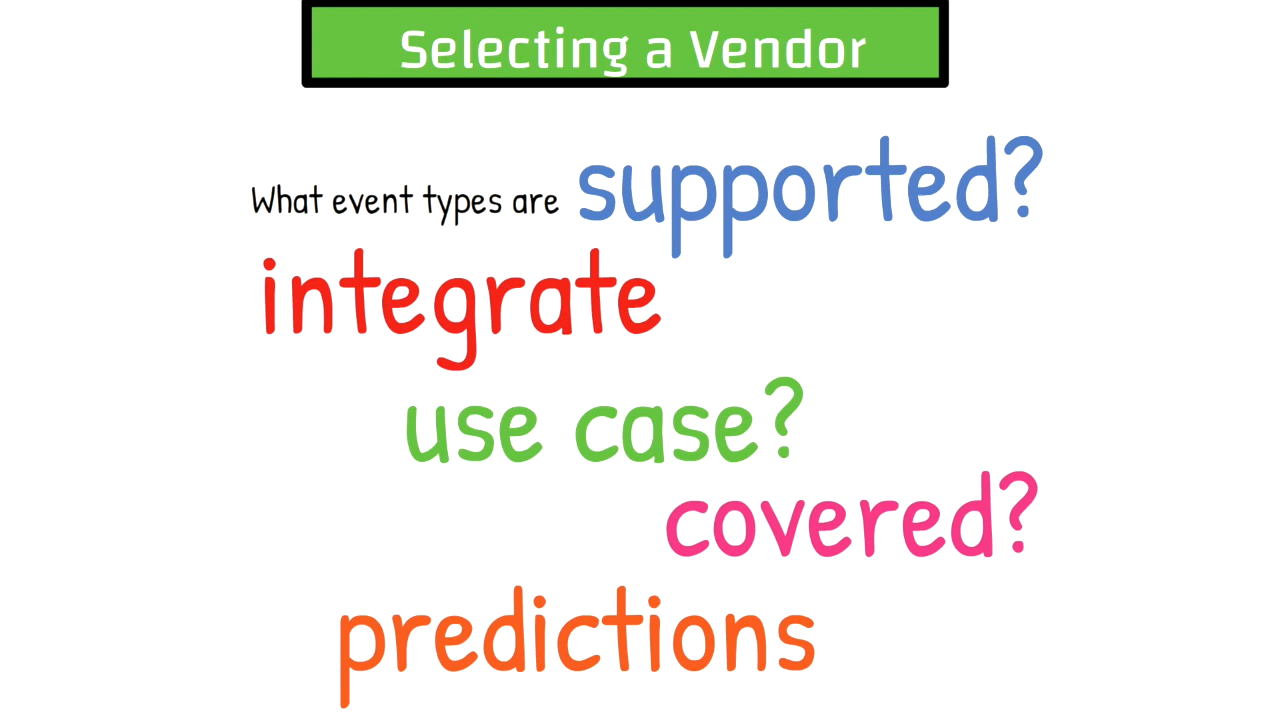 Selecting a Vendor
What event types are supported?
integrate
use case?
covered?
predictions